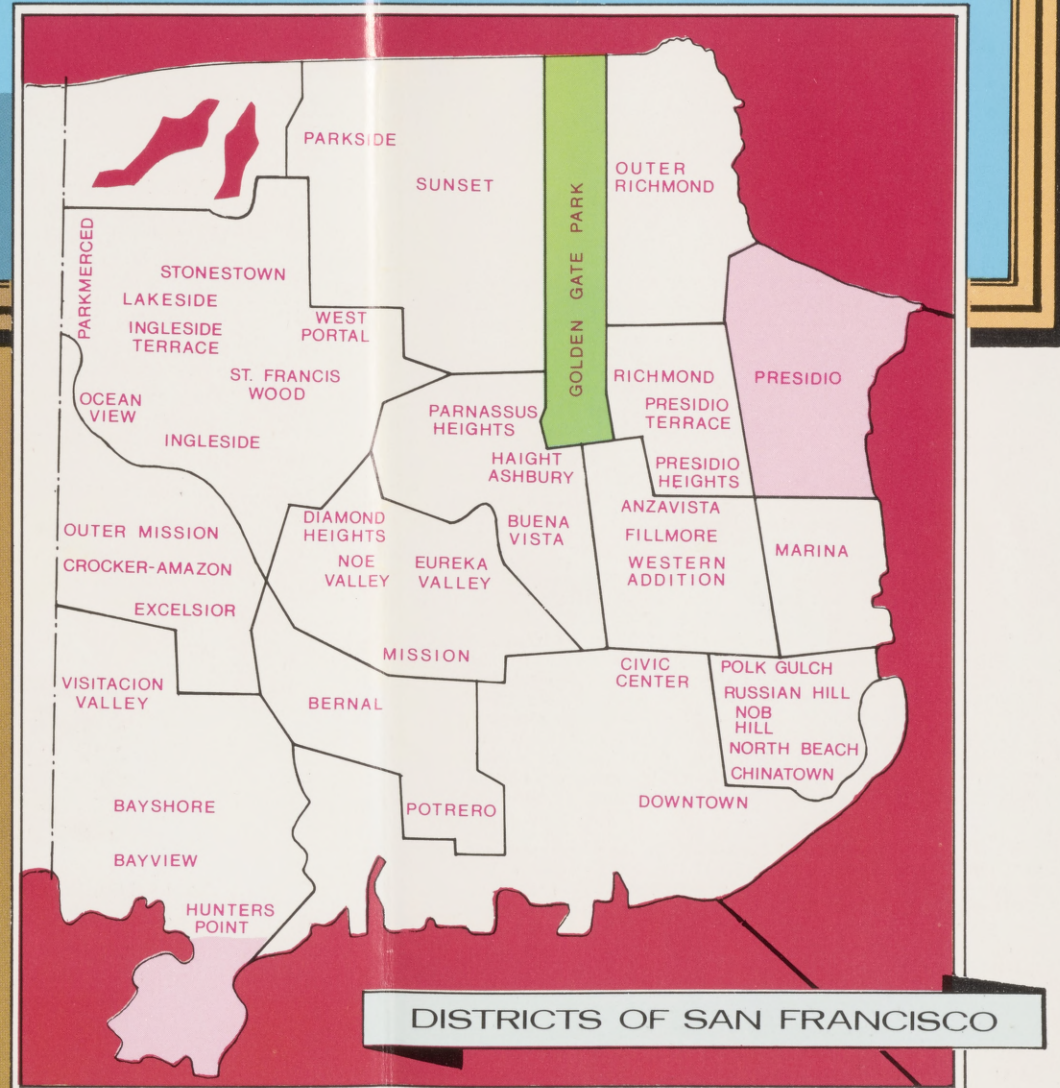 PARKSIDE
SUNSET
GOLDEN GATE PARK
OUTER
RICHMOND
PARKMERCED
STONESTOWN
LAKESIDE
INGLESIDE
TERRACE
WEST
PORTAL
ST. FRANCIS
WOOD
OCEAN
VIEW
INGLESIDE
PARNASSUS
HEIGHTS
HAIGHT
ASHBURY
RICHMOND
PRESIDIO
TERRACE
PRESIDIO
HEIGHTS
PRESIDIO
OUTER MISSION
CROCKER-AMAZON
EXCELSIOR
DIAMOND
HEIGHTS
NOE
VALLEY
EUREKA
VALLEY
BUENA
VISTA
ANZAVISTA
FILLMORE
WESTERN
ADDITION
MARINA
MISSION
VISITACION
VALLEY
BERNAL
CIVIC
CENTER
POLK GULCH
RUSSIAN HILL
NOB
HILL
NORTH BEACH
CHINATOWN
DOWNTOWN
BAYSHORE
POTRERO
BAYVIEW
HUNTERS
POINT
DISTRICTS OF SAN FRANCISCO